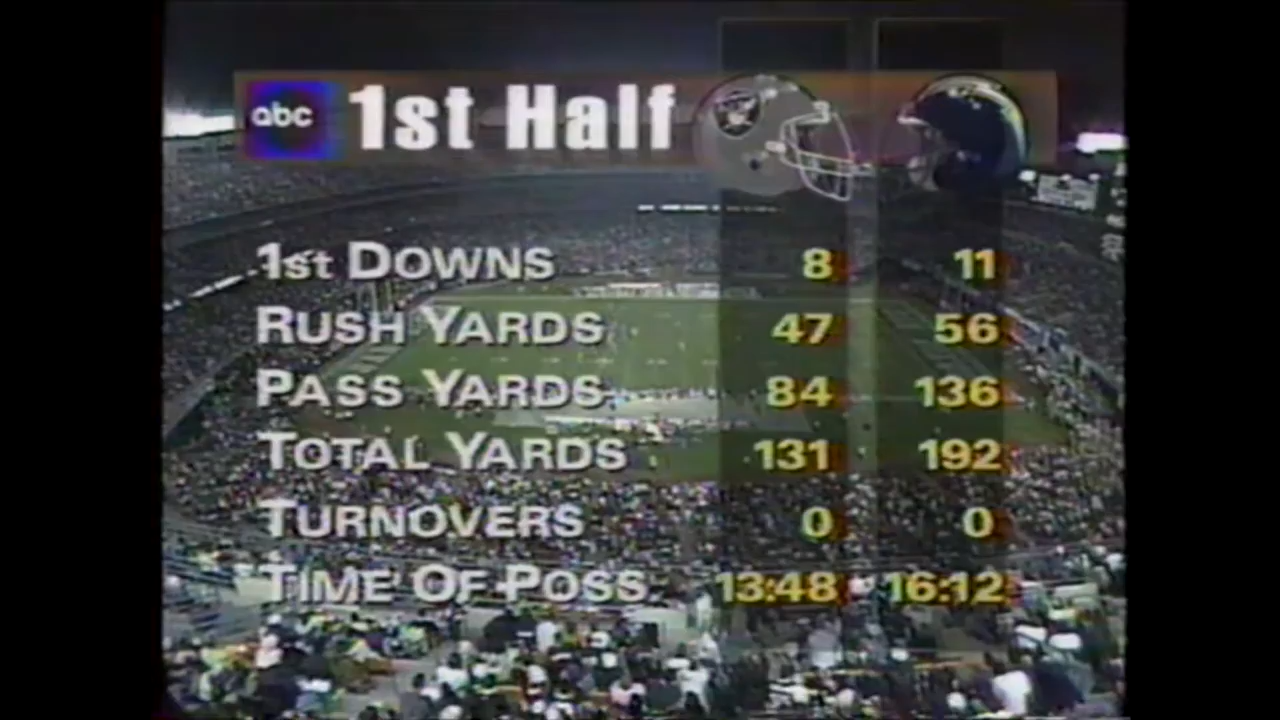 abc 1st Half
1st DOWNS 8 11
RUSH YARDS 47 56
PASS YARDS 84 136
TOTAL YARDS 131 192
TURNOVERS 0 0
TIME OF POSS. 13:48 16:12